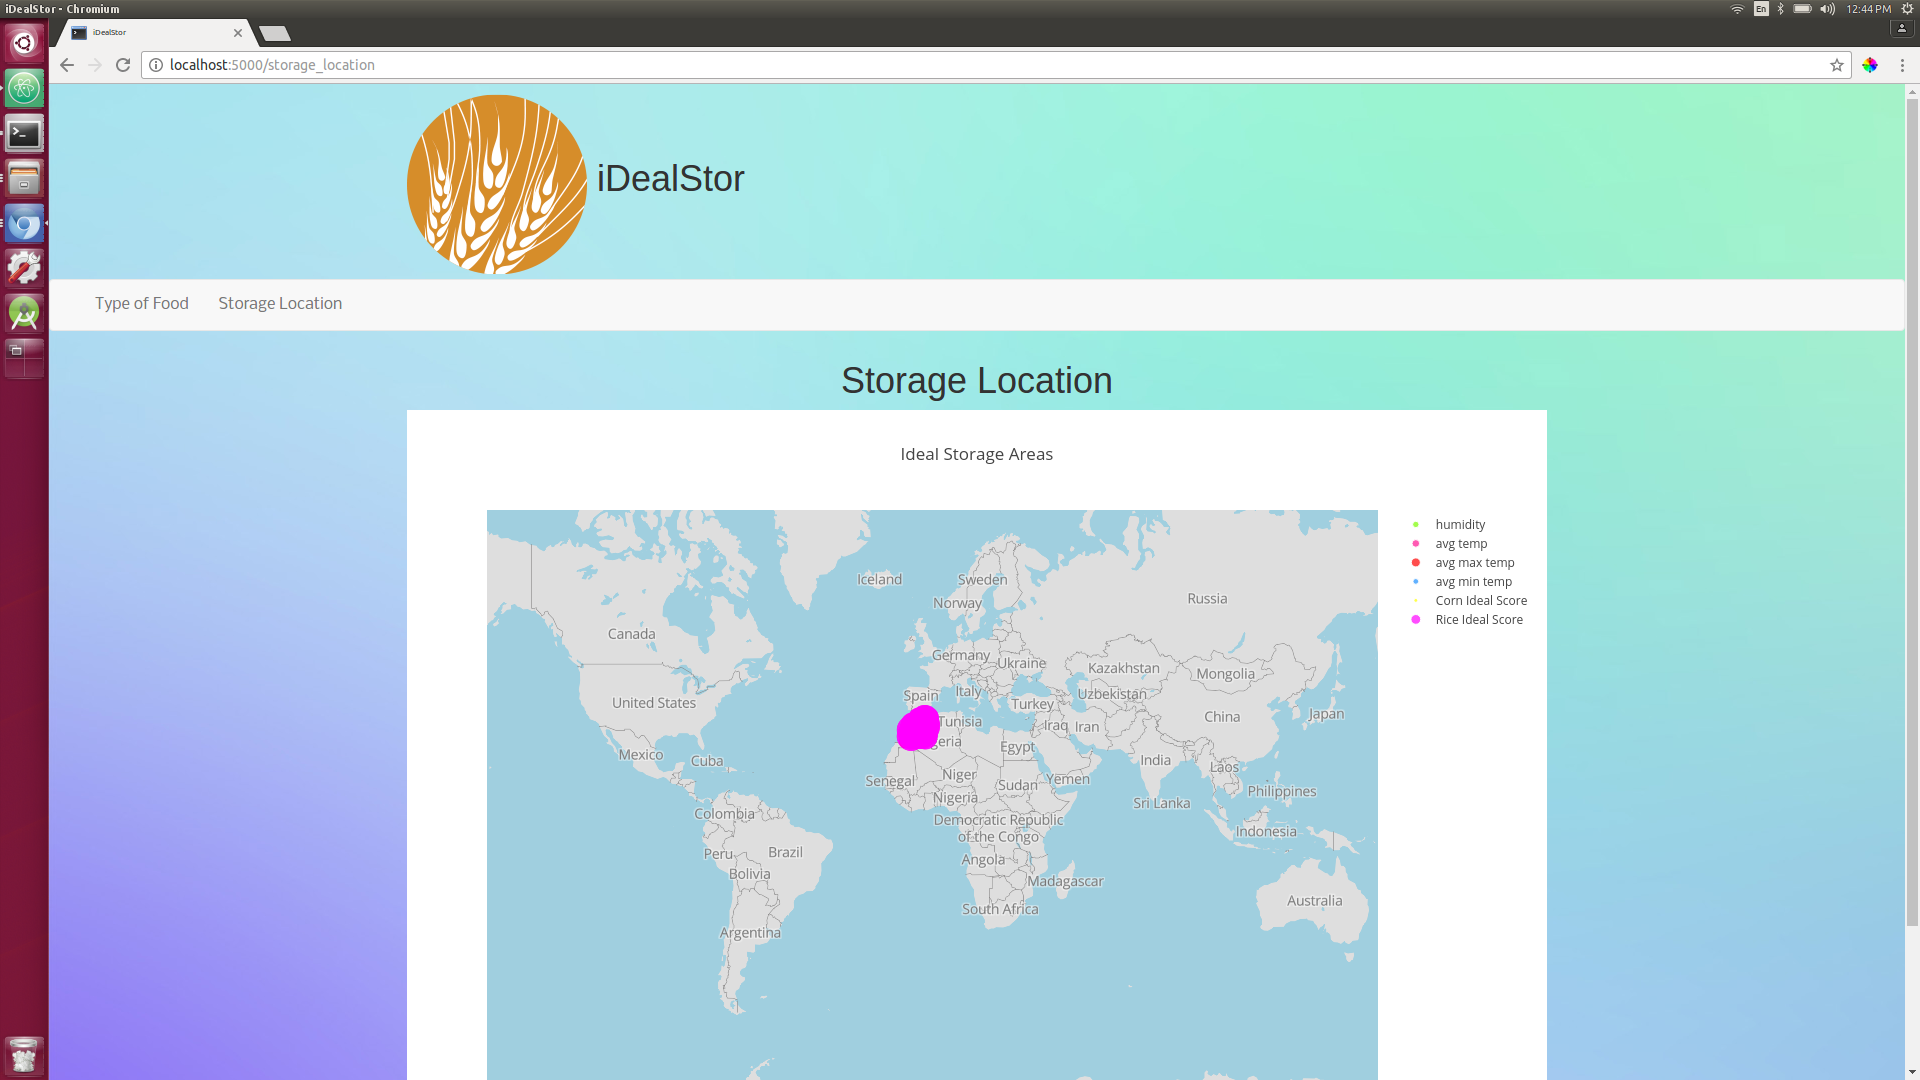 iDealStor - Chromium
En
12:44 PM
iDealStor
localhost:5000/storage_location
iDealStor
Type of Food
Storage Location
Storage Location
Ideal Storage Areas
humidity
avg temp
avg max temp
avg min temp
Corn Ideal Score
Rice Ideal Score
Iceland
Sweden
Norway
Russia
Canada
Germany
Ukraine
Kazakhstan
Mongolia
Spain
Italy
Uzbekistan
United States
Turkey
China
Japan
Tunisia
Iraq
Iran
eria
Egypt
Mexico
Cuba
India
Laos
Senegal
Niger
Sudan
Yemen
Philippines
Nigeria
Sri Lanka
Colombia
Democratic Republic
of the Congo
Indonesia
Peru
Brazil
Angola
Bolivia
Madagascar
South Africa
Australia
Argentina